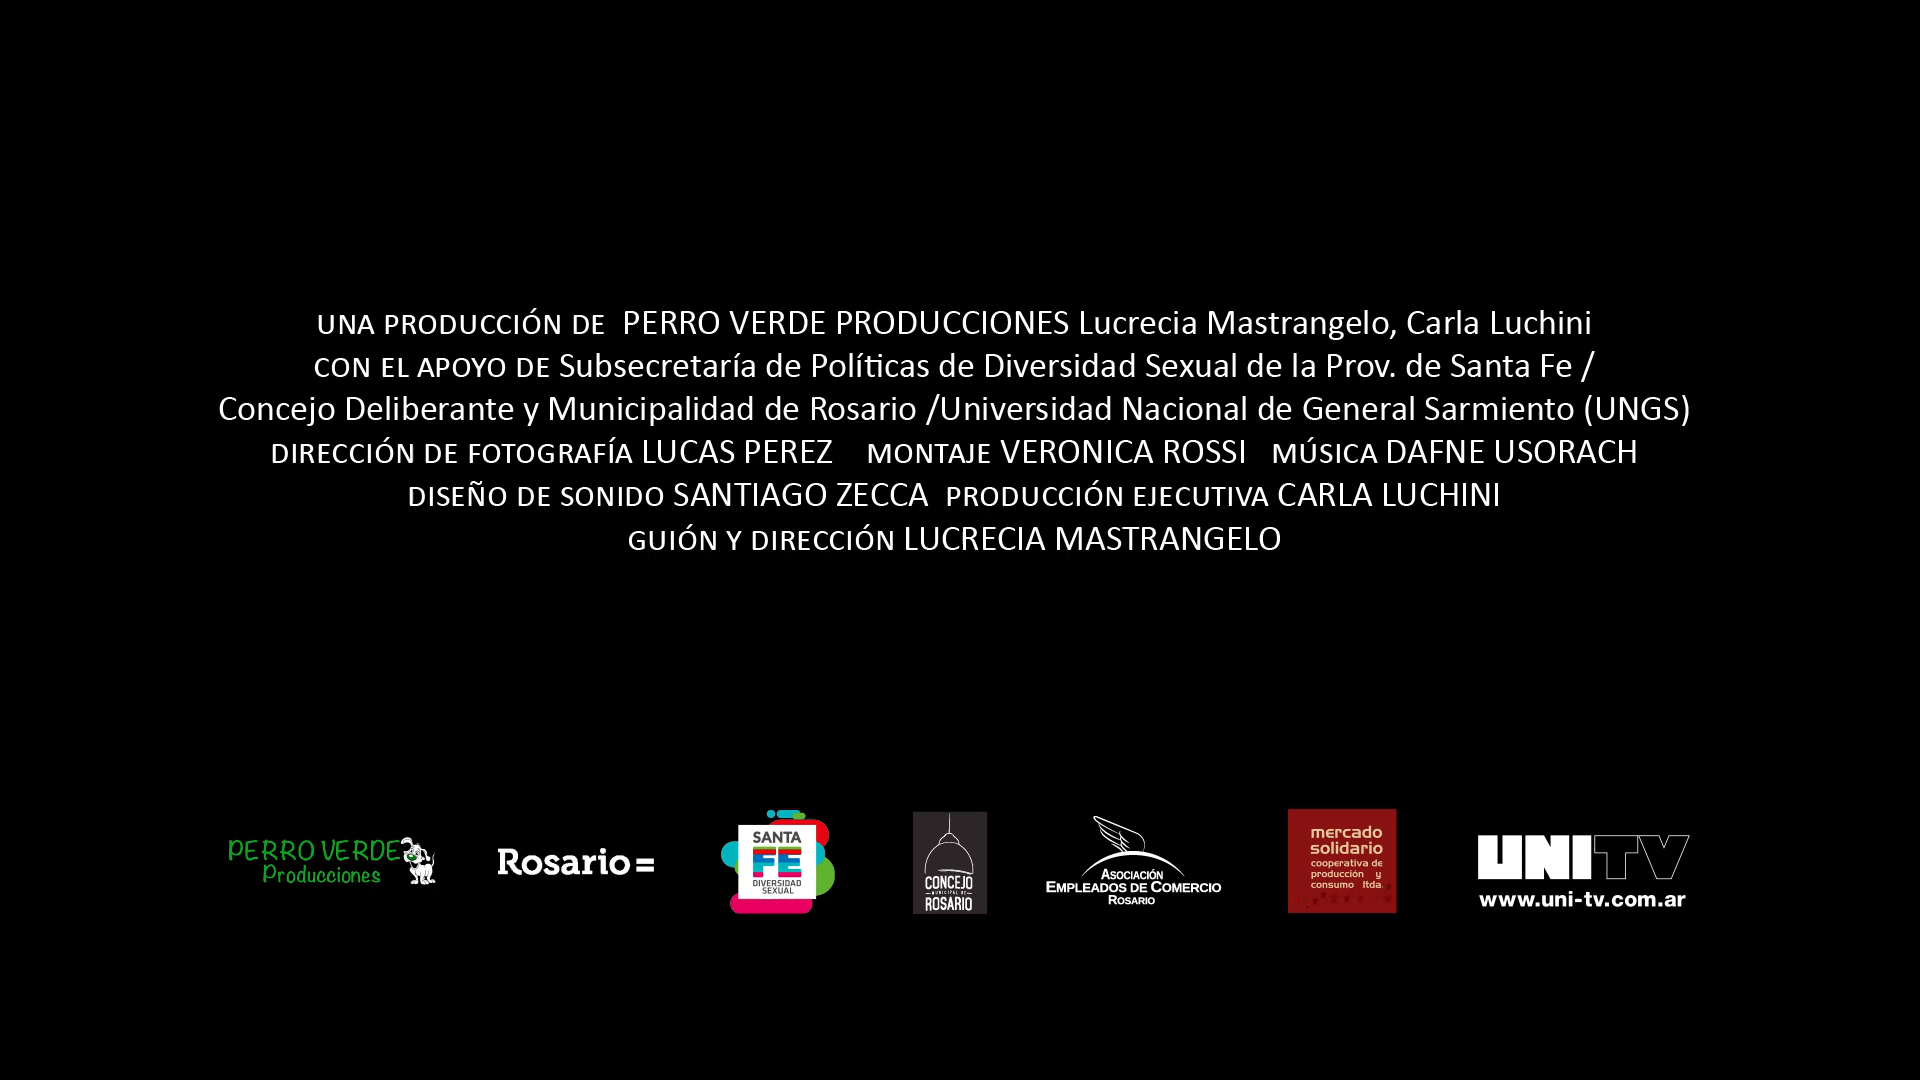 UNA PRODUCCIÓN DE PERRO VERDE PRODUCCIONES Lucrecia Mastrangelo, Carla Luchini
CON EL APOYO DE Subsecretaría de Políticas de Diversidad Sexual de la Prov. de Santa Fe /
Concejo Deliberante y Municipalidad de Rosario /Universidad Nacional de General Sarmiento (UNGS)
DIRECCIÓN DE FOTOGRAFÍA LUCAS PEREZ MONTAJE VERONICA ROSSI MÚSICA DAFNE USORACH
DISEÑO DE SONIDO SANTIAGO ZECCA PRODUCCIÓN EJECUTIVA CARLA LUCHINI
GUIÓN Y DIRECCIÓN LUCRECIA MASTRANGELO
PERRO VERDE
Producciones
Rosario=
SANTA
FE
DIVERSIDAD
SEXUAL
CONCEJO
MUNICIPAL DE
ROSARIO
ASOCIACIÓN
EMPLEADOS DE COMERCIO
ROSARIO
mercado
solidario
cooperativa de
producción y
consumo ltda.
UNITV
www.uni-tv.com.ar